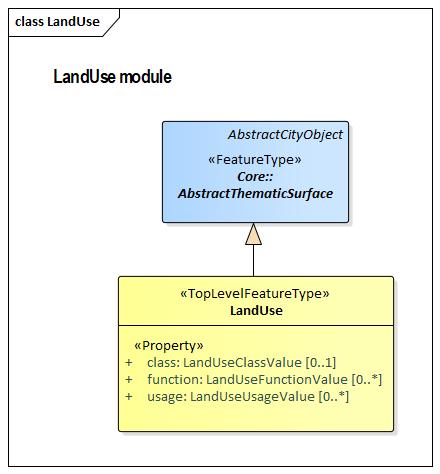 class LandUse
LandUse module
AbstractCityObject
«FeatureType»
Core::
AbstractThematicSurface
«TopLevelFeatureType»
LandUse
«Property»
+ class: LandUseClassValue [0..1]
+ function: LandUseFunctionValue [0..*]
+ usage: LandUseUsageValue [0..*]